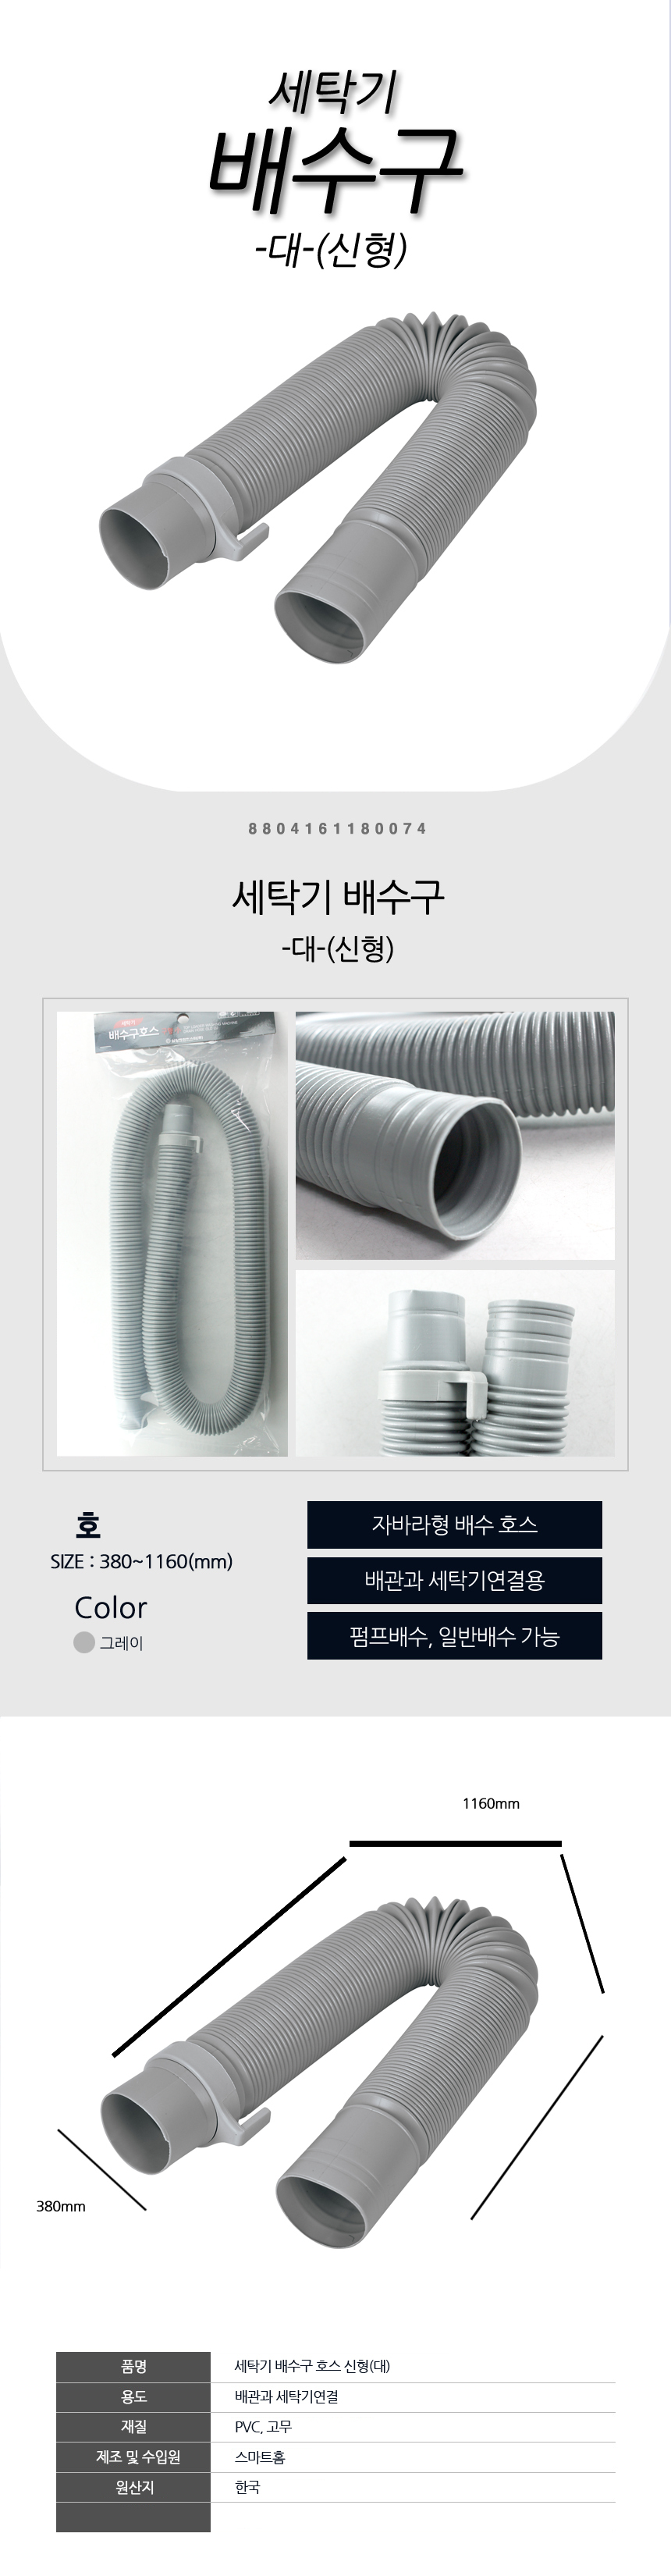 세탁기
배수구
-대-(신형)
8804161180074
세탁기 배수구
-대-(신형)
세탁기
배수구호스
호
SIZE : 380~1160(mm)
Color
그레이
자바라형 배수 호스
배관과 세탁기연결용
펌프배수, 일반배수 가능
1160mm
380mm
품명 세탁기 배수구 호스 신형(대)
용도 배관과 세탁기연결
재질 PVC, 고무
제조 및 수입원 스마트홈
원산지 한국